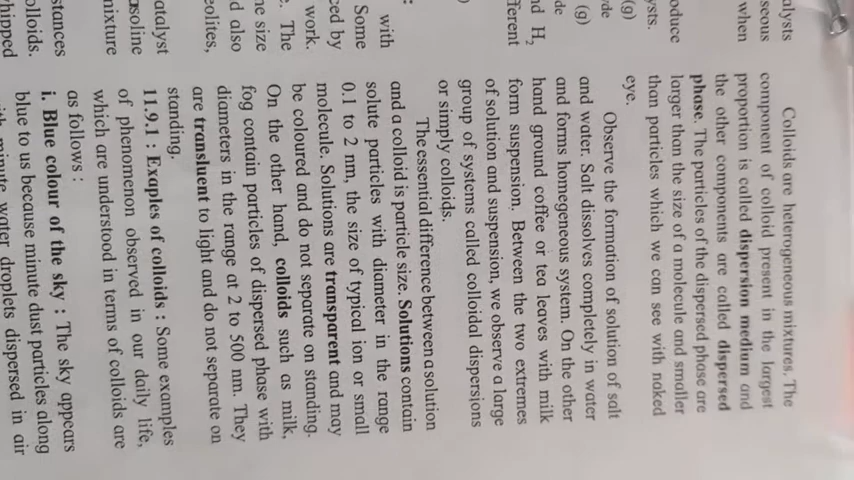 alysts
seous
when
oduce
ysts.
(g)
yde
(g)
de
nd H2
fferent
)
:
with
Some
ced by
work.
e. The
ne size
d also
eolites,
atalyst
asoline
mixture
stances
olloids.
hipped
Colloids are heterogeneous mixtures. The
component of colloid present in the largest
proportion is called dispersion medium and
the other components are called dispersed
phase. The particles of the dispersed phase are
larger than the size of a molecule and smaller
than particles which we can see with naked
eye.
Observe the formation of solution of salt
and water. Salt dissolves completely in water
and forms homegeneous system. On the other
hand ground coffee or tea leaves with milk
form suspension. Between the two extremes
of solution and suspension, we observe a large
group of systems called colloidal dispersions
or simply colloids.
The essential difference between a solution
and a colloid is particle size. Solutions contain
solute particles with diameter in the range
0.1 to 2 nm, the size of typical ion or small
molecule. Solutions are transparent and may
be coloured and do not separate on standing.
On the other hand, colloids such as milk,
fog contain particles of dispersed phase with
diameters in the range at 2 to 500 nm. They
are transluent to light and do not separate on
standing.
11.9.1 : Exaples of colloids : Some examples
of phenomenon observed in our daily life,
which are understood in terms of colloids are
as follows :
i. Blue colour of the sky : The sky appears
blue to us because minute dust particles along
with minute water droplets dispersed in air